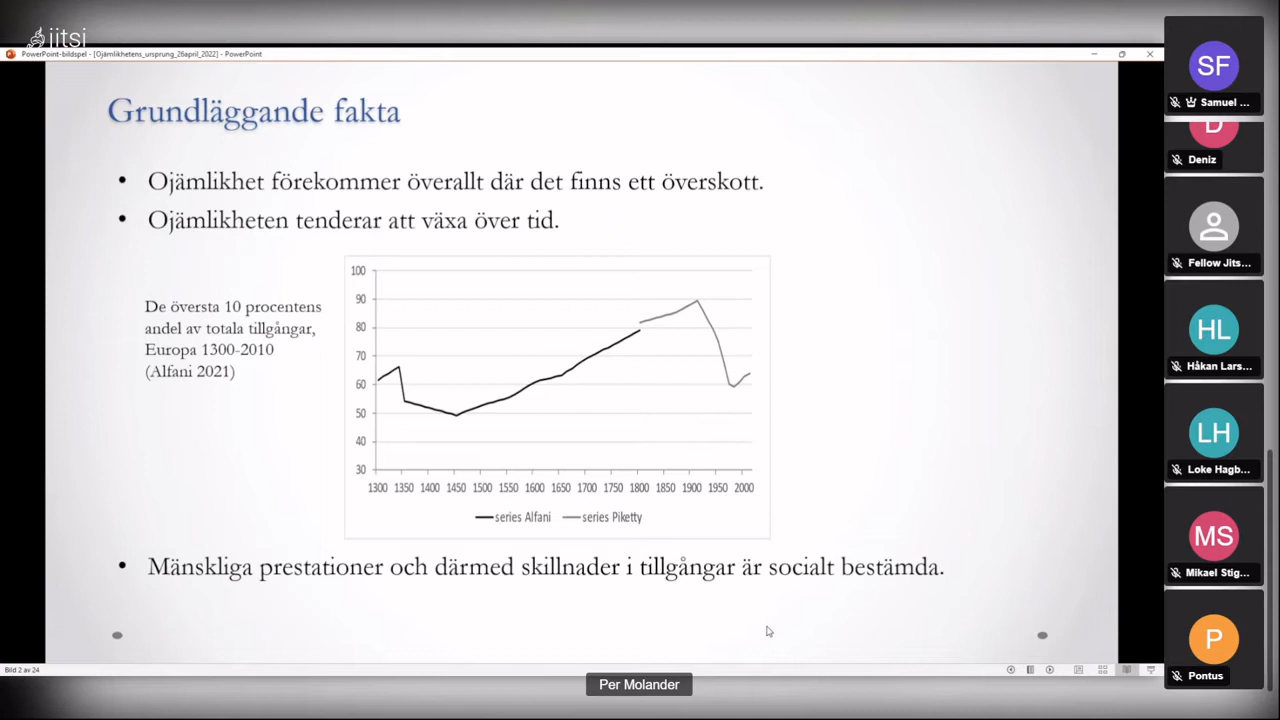 jitsi
PowerPoint-bildspel - [Ojämlikhetens_ursprung_26april_2022] - PowerPoint
Grundläggande fakta
• Ojämlikhet förekommer överallt där det finns ett överskott.
• Ojämlikheten tenderar att växa över tid.
De översta 10 procentens
andel av totala tillgångar,
Europa 1300-2010
(Alfani 2021)
100
90
80
70
60
50
40
30
1300 1350 1400 1450 1500 1550 1600 1650 1700 1750 1800 1850 1900 1950 2000
series Alfani series Piketty
• Mänskliga prestationer och därmed skillnader i tillgångar är socialt bestämda.
Bild 2 av 24
Per Molander
SF
Samuel ...
D
Deniz
Fellow Jits...
HL
Håkan Lars...
LH
Loke Hagb...
MS
Mikael Stig...
P
Pontus